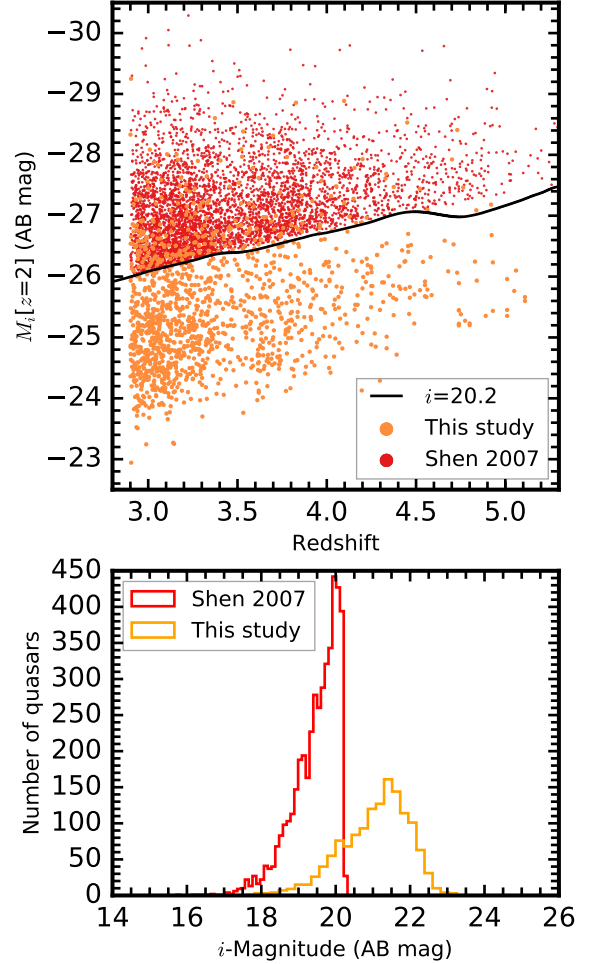 −30
−29
−28
−27
−26
−25
−24
−23
M_i[z=2] (AB mag)
3.0 3.5 4.0 4.5 5.0
Redshift
i=20.2
This study
Shen 2007
450
400
350
300
250
200
150
100
50
0
Number of quasars
Shen 2007
This study
14 16 18 20 22 24 26
i-Magnitude (AB mag)